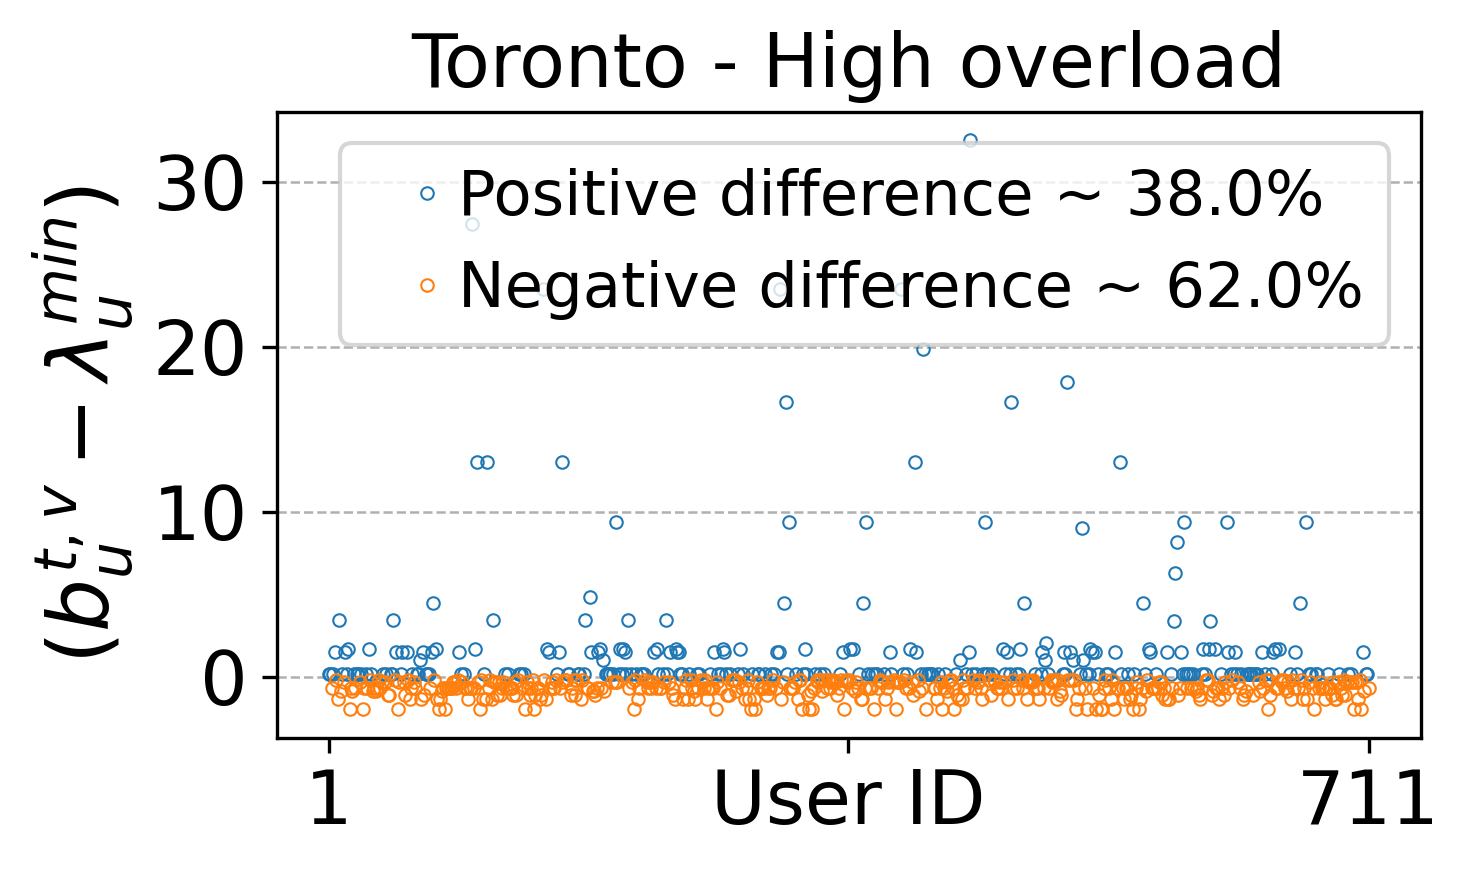 Toronto - High overload
(b_u^{t, v} − λ_u^{min})
30
20
10
0
Positive difference ~ 38.0%
Negative difference ~ 62.0%
1
User ID
711